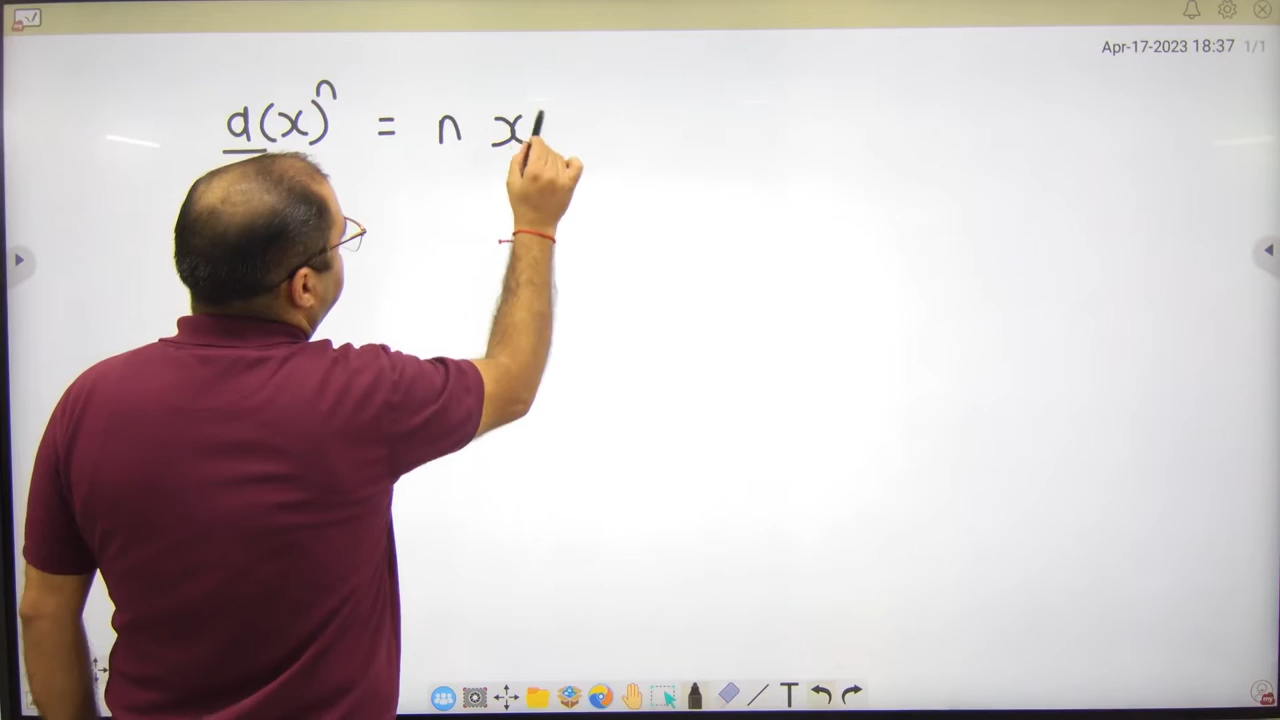 Apr-17-2023 18:37 1/1
d(x)ⁿ = n x
T